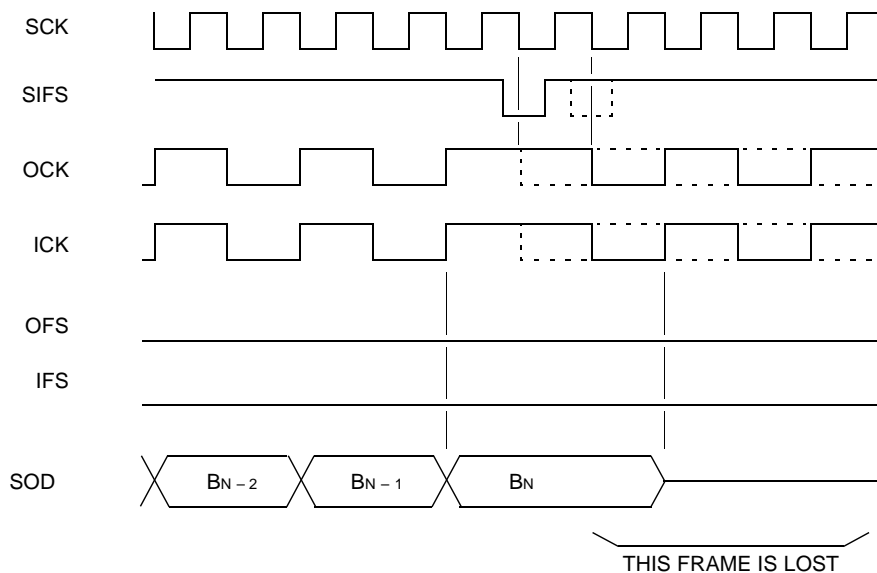 SCK
SIFS
OCK
ICK
OFS
IFS
SOD BN – 2 BN – 1 BN
THIS FRAME IS LOST